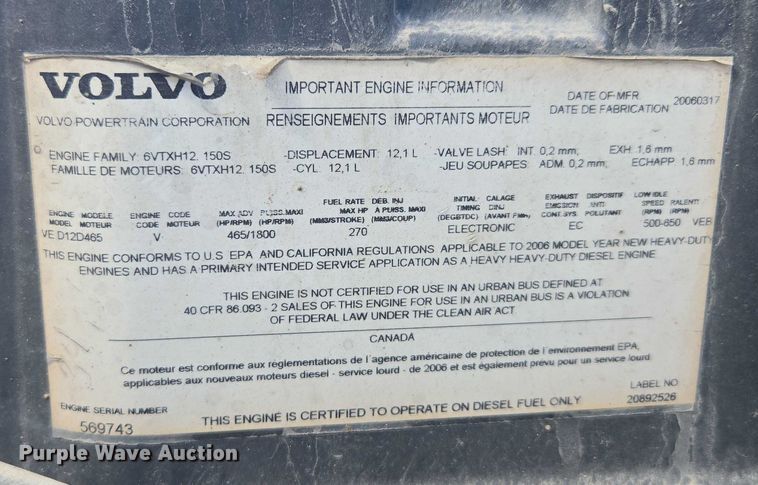 VOLVO
VOLVO POWERTRAIN CORPORATION
IMPORTANT ENGINE INFORMATION
RENSEIGNEMENTS IMPORTANTS MOTEUR
DATE OF MFR 20060317
DATE DE FABRICATION
ENGINE FAMILY: 6VTXH12. 150S -DISPLACEMENT: 12,1 L -VALVE LASH: INT. 0,2 mm, EXH. 1,6 mm
FAMILLE DE MOTEURS: 6VTXH12. 150S -CYL. 12,1 L -JEU SOUPAPES: ADM. 0,2 mm, ECHAPP. 1,6 mm
ENGINE MODELE ENGINE CODE MAX ADV PUISS.MAXI FUEL RATE DEB. INJ INITIAL CALAGE EXHAUST DISPOSITIF LOW IDLE
MODEL MOTEUR CODE MOTEUR (HP/RPM) (HP/RPM) MAX HP A PUISS. MAXI TIMING DINJ EMISSION ANTI- SPEED RALENTI
(MM3/STROKE) (MM3/COUP) (DEGBTDC) (AVANT PMH) CONT.SYS. POLLUTANT (RPM) (RPM)
VE D12D465 V 465/1800 270 ELECTRONIC EC 500-850 VEB
THIS ENGINE CONFORMS TO U.S EPA AND CALIFORNIA REGULATIONS APPLICABLE TO 2006 MODEL YEAR NEW HEAVY-DUTY
ENGINES AND HAS A PRIMARY INTENDED SERVICE APPLICATION AS A HEAVY HEAVY-DUTY DIESEL ENGINE
THIS ENGINE IS NOT CERTIFIED FOR USE IN AN URBAN BUS DEFINED AT
40 CFR 86.093 - 2 SALES OF THIS ENGINE FOR USE IN AN URBAN BUS IS A VIOLATION
OF FEDERAL LAW UNDER THE CLEAN AIR ACT
CANADA
Ce moteur est conforme aux réglementations de l'agence américaine de protection de l'environnement EPA,
applicables aux nouveaux moteurs diesel - service lourd - de 2006 et est également prévu pour un service lourd
ENGINE SERIAL NUMBER
569743
THIS ENGINE IS CERTIFIED TO OPERATE ON DIESEL FUEL ONLY
LABEL NO
20892526
Purple Wave Auction